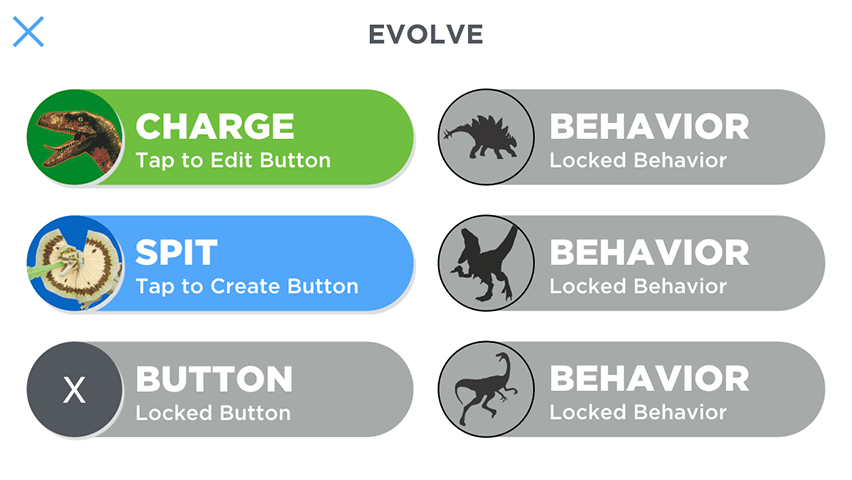 EVOLVE
CHARGE
Tap to Edit Button
BEHAVIOR
Locked Behavior
SPIT
Tap to Create Button
BEHAVIOR
Locked Behavior
X
BUTTON
Locked Button
BEHAVIOR
Locked Behavior